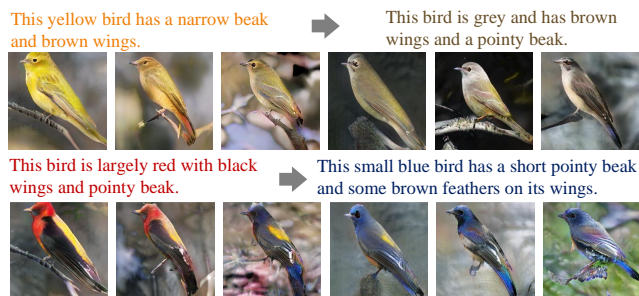 This yellow bird has a narrow beak
and brown wings.
This bird is grey and has brown
wings and a pointy beak.
This bird is largely red with black
wings and pointy beak.
This small blue bird has a short pointy beak
and some brown feathers on its wings.